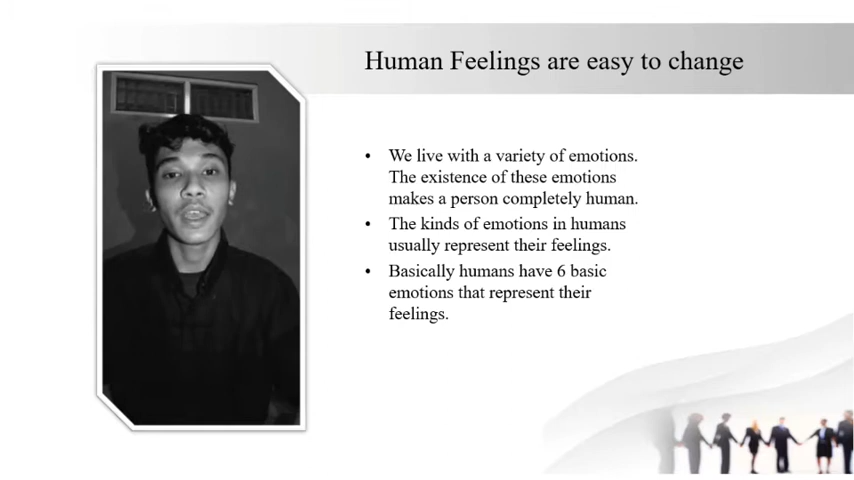 Human Feelings are easy to change
• We live with a variety of emotions.
The existence of these emotions
makes a person completely human.
• The kinds of emotions in humans
usually represent their feelings.
• Basically humans have 6 basic
emotions that represent their
feelings.